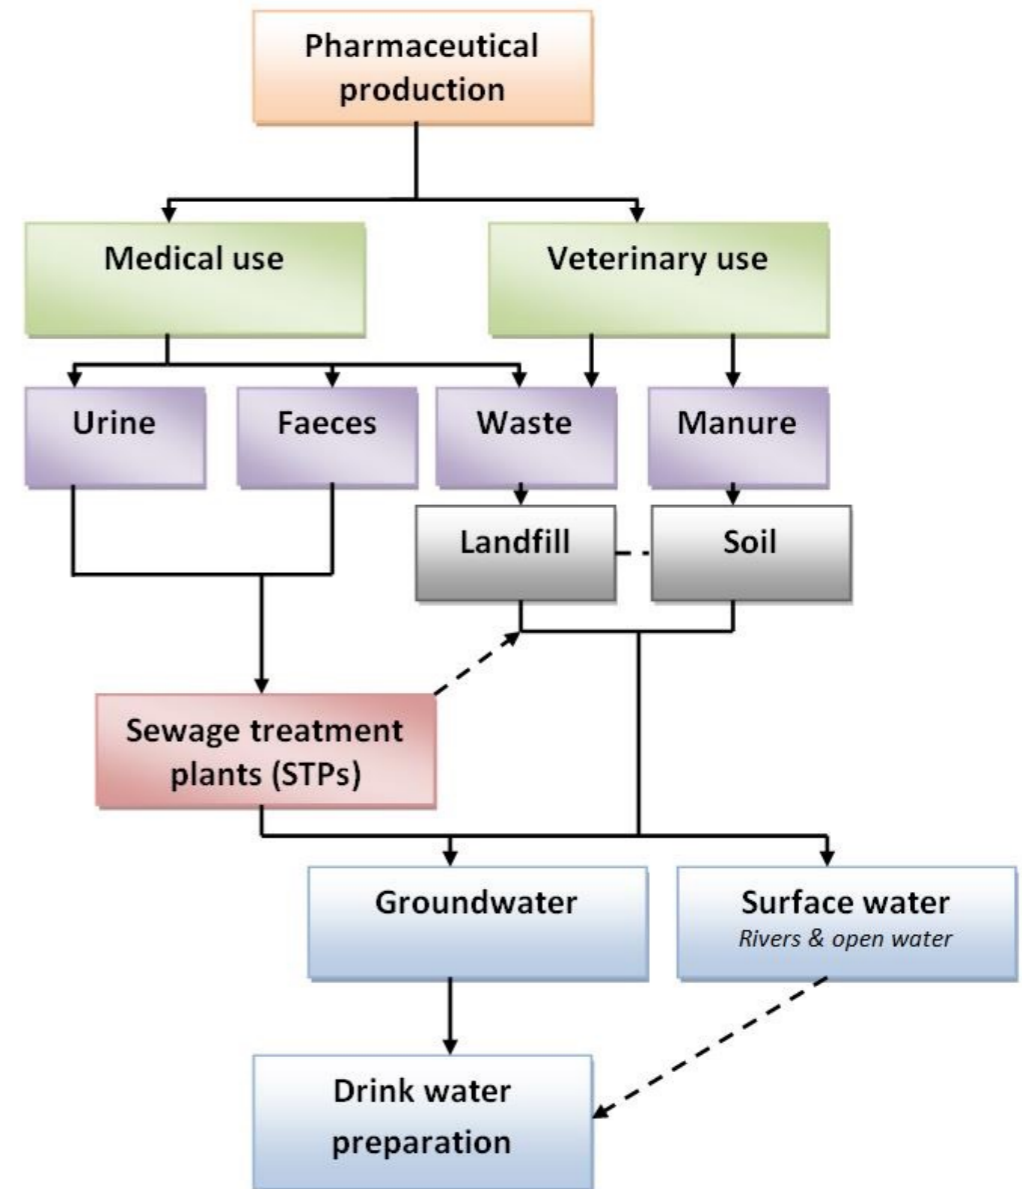 Pharmaceutical
production
Medical use
Veterinary use
Urine
Faeces
Waste
Manure
Landfill
Soil
Sewage treatment
plants (STPs)
Groundwater
Surface water
Rivers & open water
Drink water
preparation